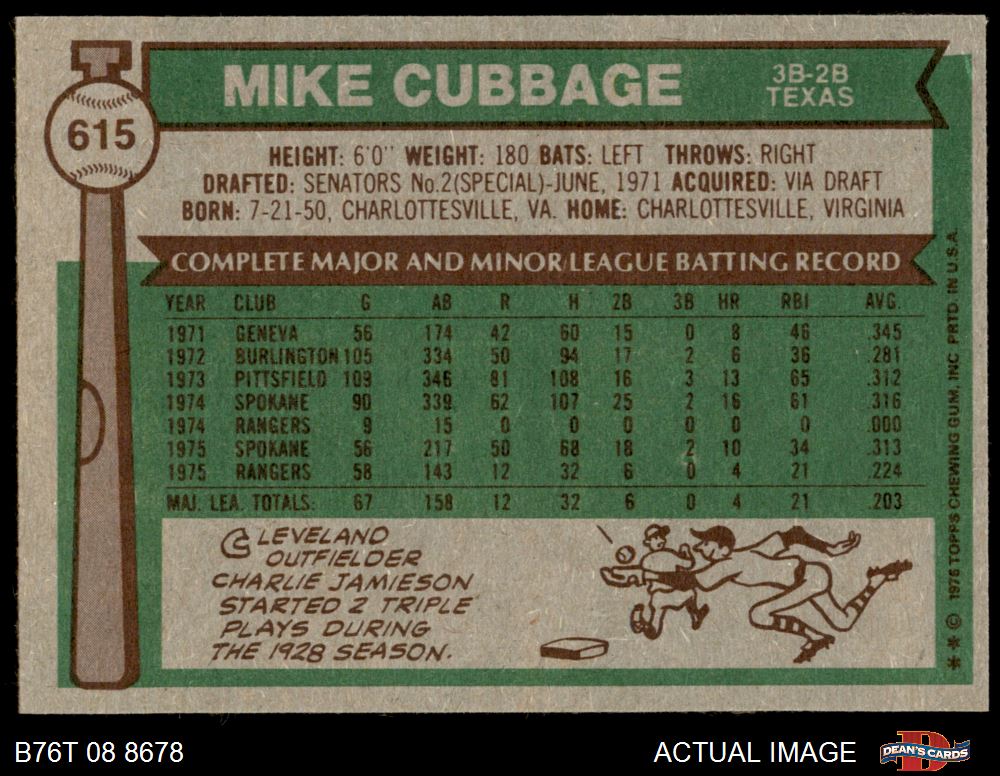 MIKE CUBBAGE
3B-2B
TEXAS
615
HEIGHT: 6'0" WEIGHT: 180 BATS: LEFT THROWS: RIGHT
DRAFTED: SENATORS No.2(SPECIAL)-JUNE, 1971 ACQUIRED: VIA DRAFT
BORN: 7-21-50, CHARLOTTESVILLE, VA. HOME: CHARLOTTESVILLE, VIRGINIA
COMPLETE MAJOR AND MINOR LEAGUE BATTING RECORD
YEAR CLUB G AB R H 2B 3B HR RBI AVG.
1971 GENEVA 56 174 42 60 15 0 8 46 .345
1972 BURLINGTON 105 334 50 94 17 2 6 36 .281
1973 PITTSFIELD 109 346 81 108 16 3 13 65 .312
1974 SPOKANE 90 339 62 107 25 2 16 61 .316
1974 RANGERS 9 15 0 0 0 0 0 0 .000
1975 SPOKANE 56 217 50 68 18 2 10 34 .313
1975 RANGERS 58 143 12 32 6 0 4 21 .224
MAJ. LEA. TOTALS: 67 158 12 32 6 0 4 21 .203
CLEVELAND
OUTFIELDER
CHARLIE JAMIESON
STARTED 2 TRIPLE
PLAYS DURING
THE 1928 SEASON.
** © 1976 TOPPS CHEWING GUM, INC PRTD. IN U.S.A.
B76T 08 8678
ACTUAL IMAGE
DEAN'S CARDS